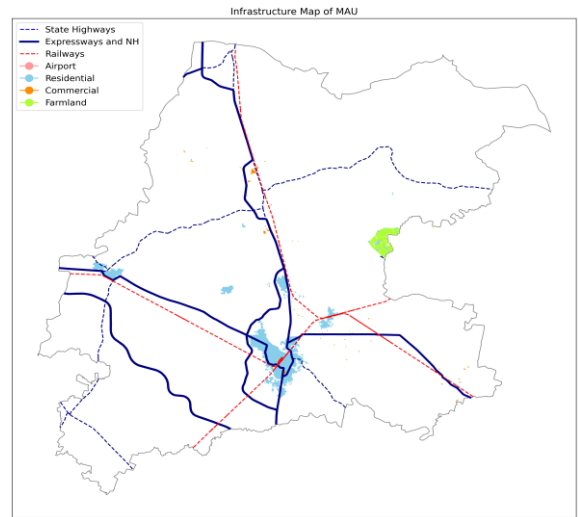 Infrastructure Map of MAU
State Highways
Expressways and NH
Railways
Airport
Residential
Commercial
Farmland